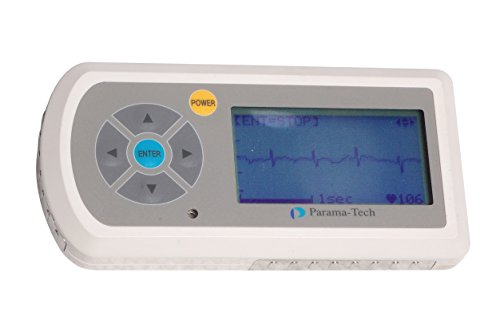 POWER
[ENT=STOP]
ENTER
1sec ♥106
Parama-Tech